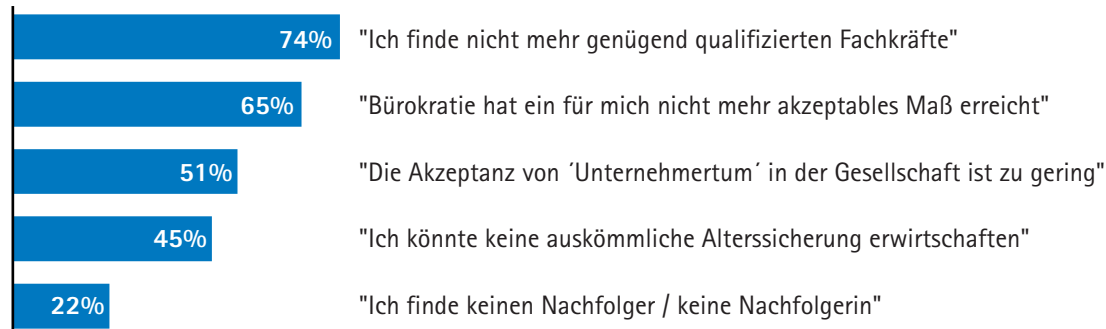 74% "Ich finde nicht mehr genügend qualifizierten Fachkräfte"
65% "Bürokratie hat ein für mich nicht mehr akzeptables Maß erreicht"
51% "Die Akzeptanz von ´Unternehmertum´ in der Gesellschaft ist zu gering"
45% "Ich könnte keine auskömmliche Alterssicherung erwirtschaften"
22% "Ich finde keinen Nachfolger / keine Nachfolgerin"